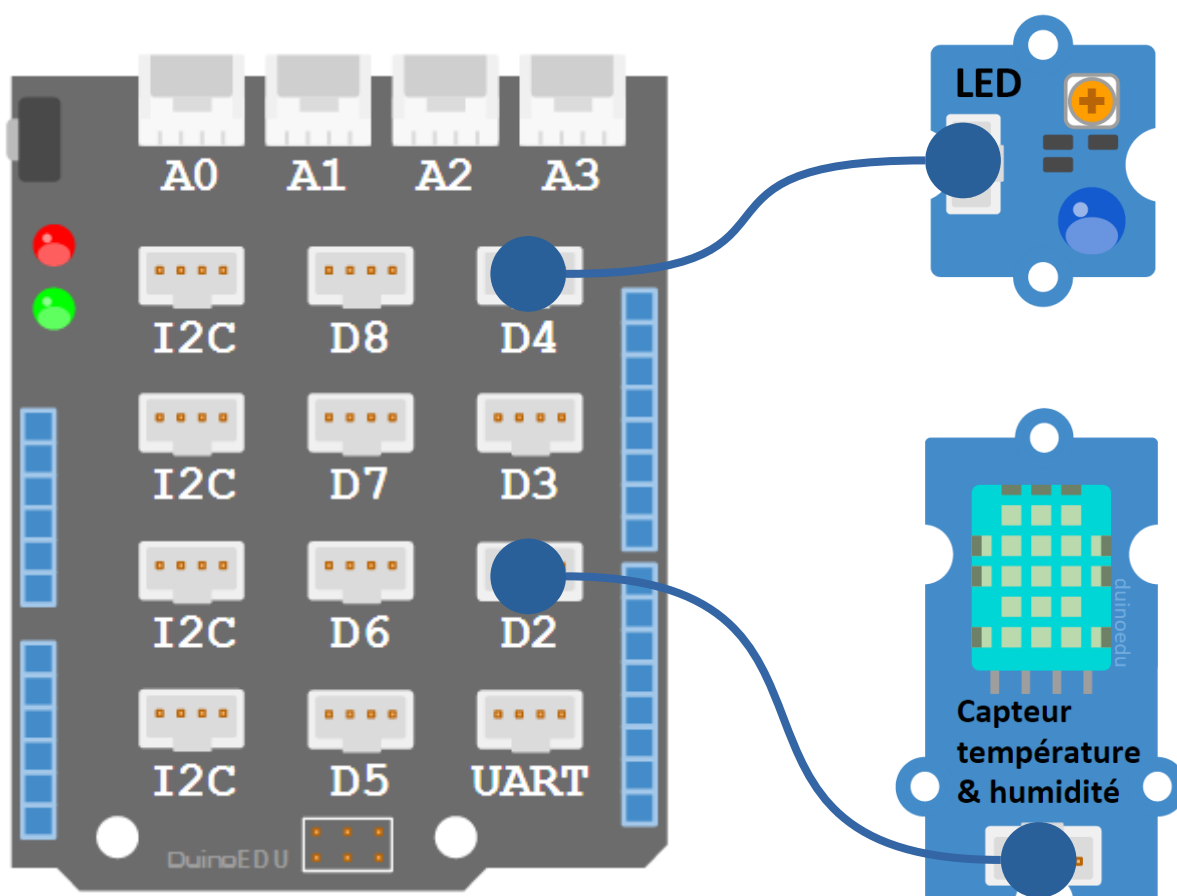 LED
A0 A1 A2 A3
I2C D8 D4
I2C D7 D3
I2C D6 D2
I2C D5 UART
DuinoEDU
duinoedu
Capteur
température
& humidité